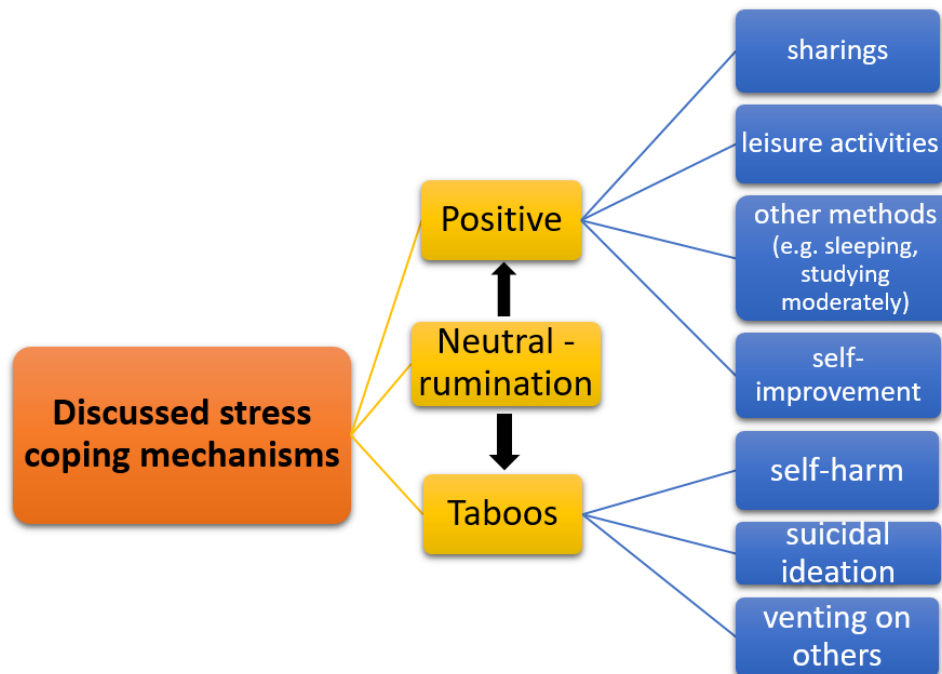 Discussed stress
coping mechanisms
Positive
Neutral -
rumination
Taboos
sharings
leisure activities
other methods
(e.g. sleeping,
studying
moderately)
self-
improvement
self-harm
suicidal
ideation
venting on
others